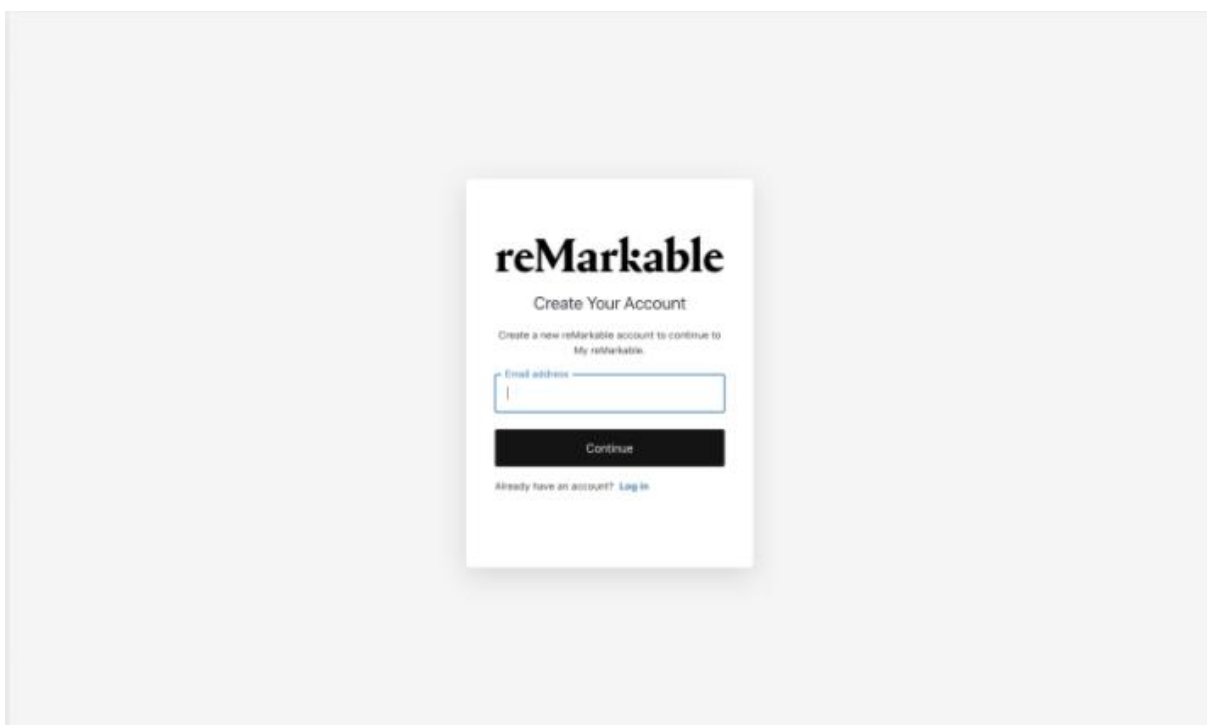 reMarkable
Create Your Account
Create a new reMarkable account to continue to
My reMarkable.
Email address
Continue
Already have an account? Log in